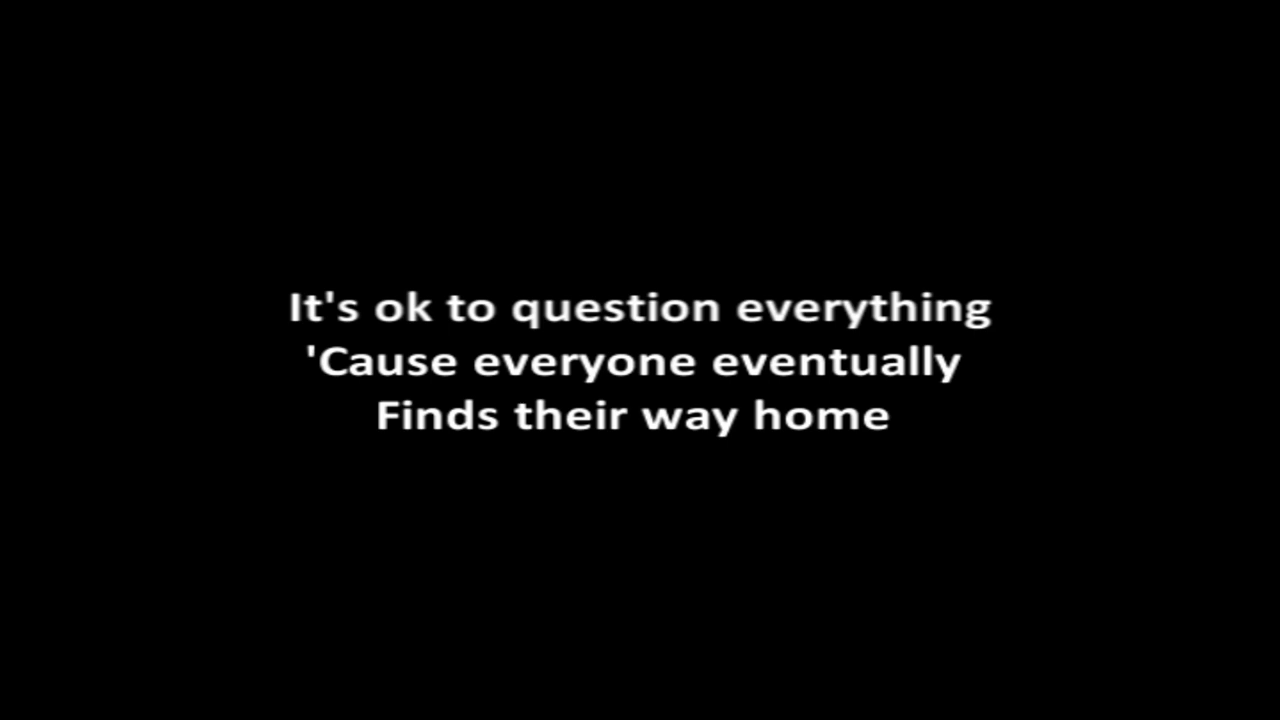 It's ok to question everything
'Cause everyone eventually
Finds their way home